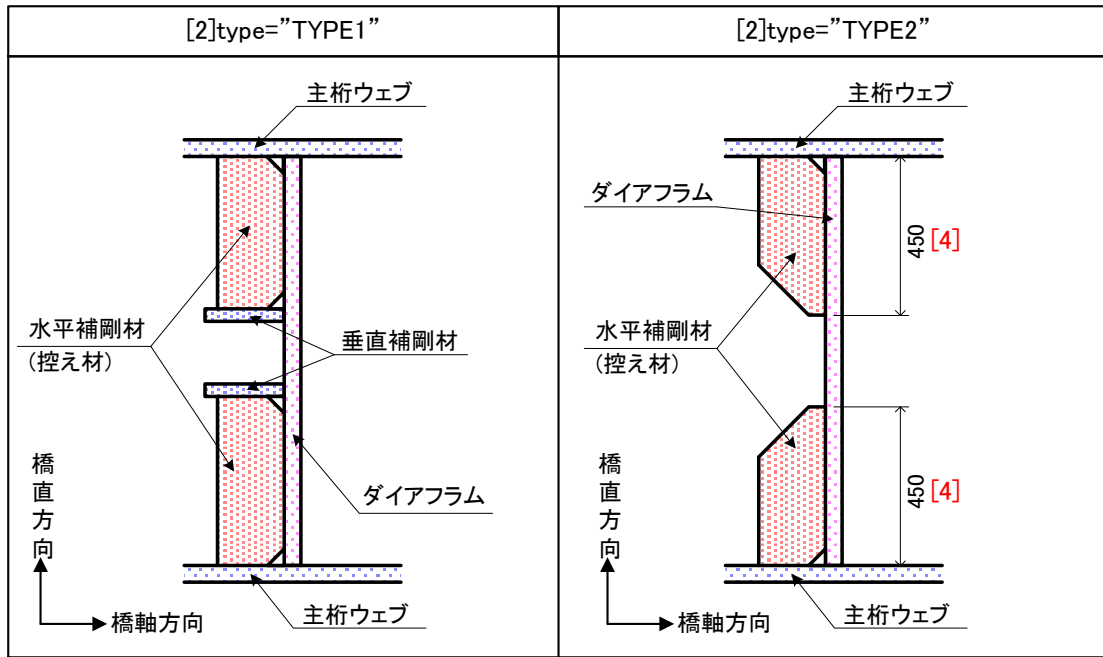 [2]type=”TYPE1”
主桁ウェブ
水平補剛材
(控え材)
垂直補剛材
ダイアフラム
橋直方向
橋軸方向
主桁ウェブ
[2]type=”TYPE2”
主桁ウェブ
ダイアフラム
450 [4]
水平補剛材
(控え材)
450 [4]
橋直方向
橋軸方向
主桁ウェブ